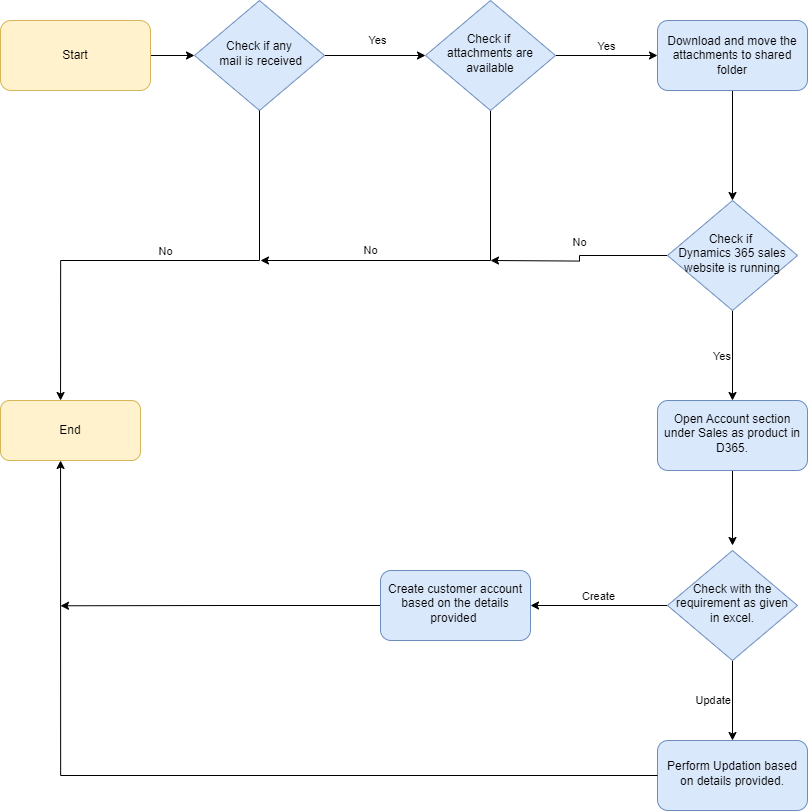 Start
Check if any
mail is received
Yes
Check if
attachments are
available
Yes
Download and move the
attachments to shared
folder
No
No
No
Check if
Dynamics 365 sales
website is running
Yes
End
Open Account section
under Sales as product in
D365.
Create customer account
based on the details
provided
Create
Check with the
requirement as given
in excel.
Update
Perform Updation based
on details provided.